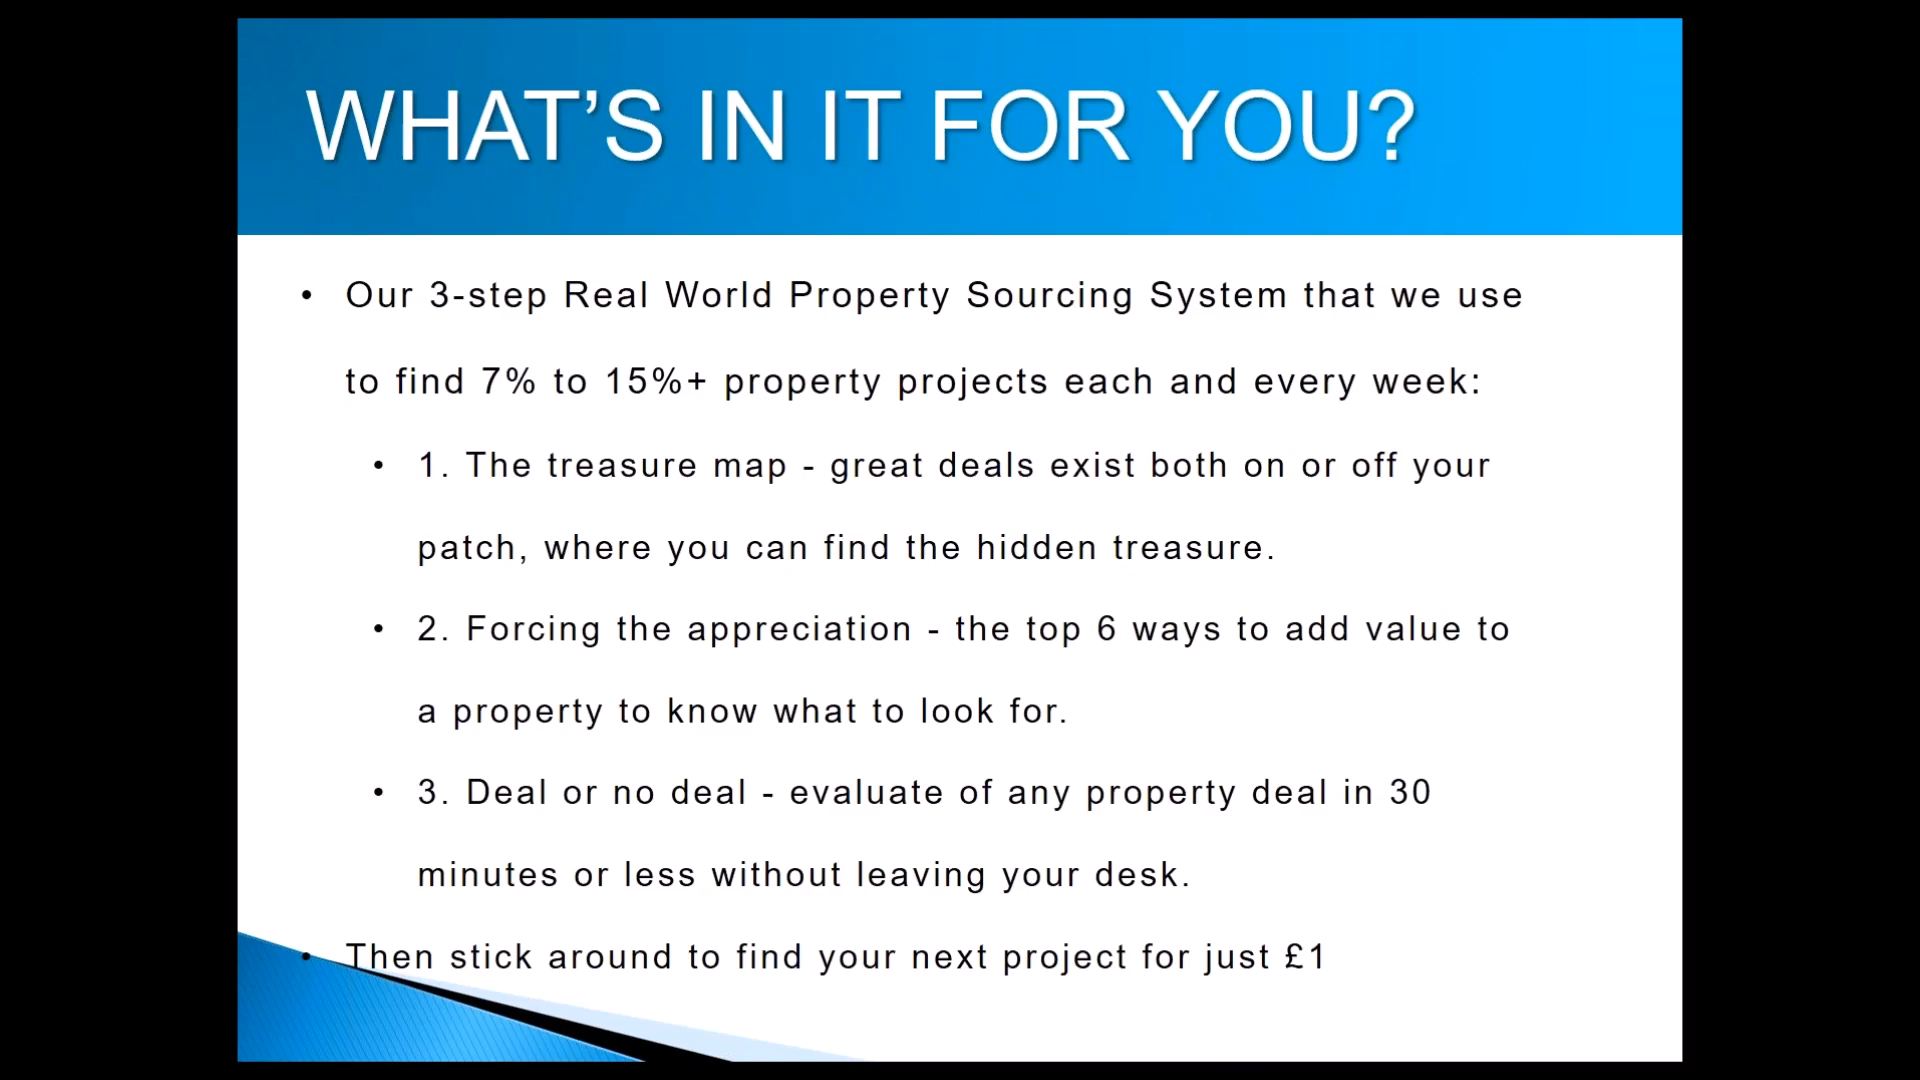 WHAT’S IN IT FOR YOU?
• Our 3-step Real World Property Sourcing System that we use
to find 7% to 15%+ property projects each and every week:
• 1. The treasure map - great deals exist both on or off your
patch, where you can find the hidden treasure.
• 2. Forcing the appreciation - the top 6 ways to add value to
a property to know what to look for.
• 3. Deal or no deal - evaluate of any property deal in 30
minutes or less without leaving your desk.
• Then stick around to find your next project for just £1